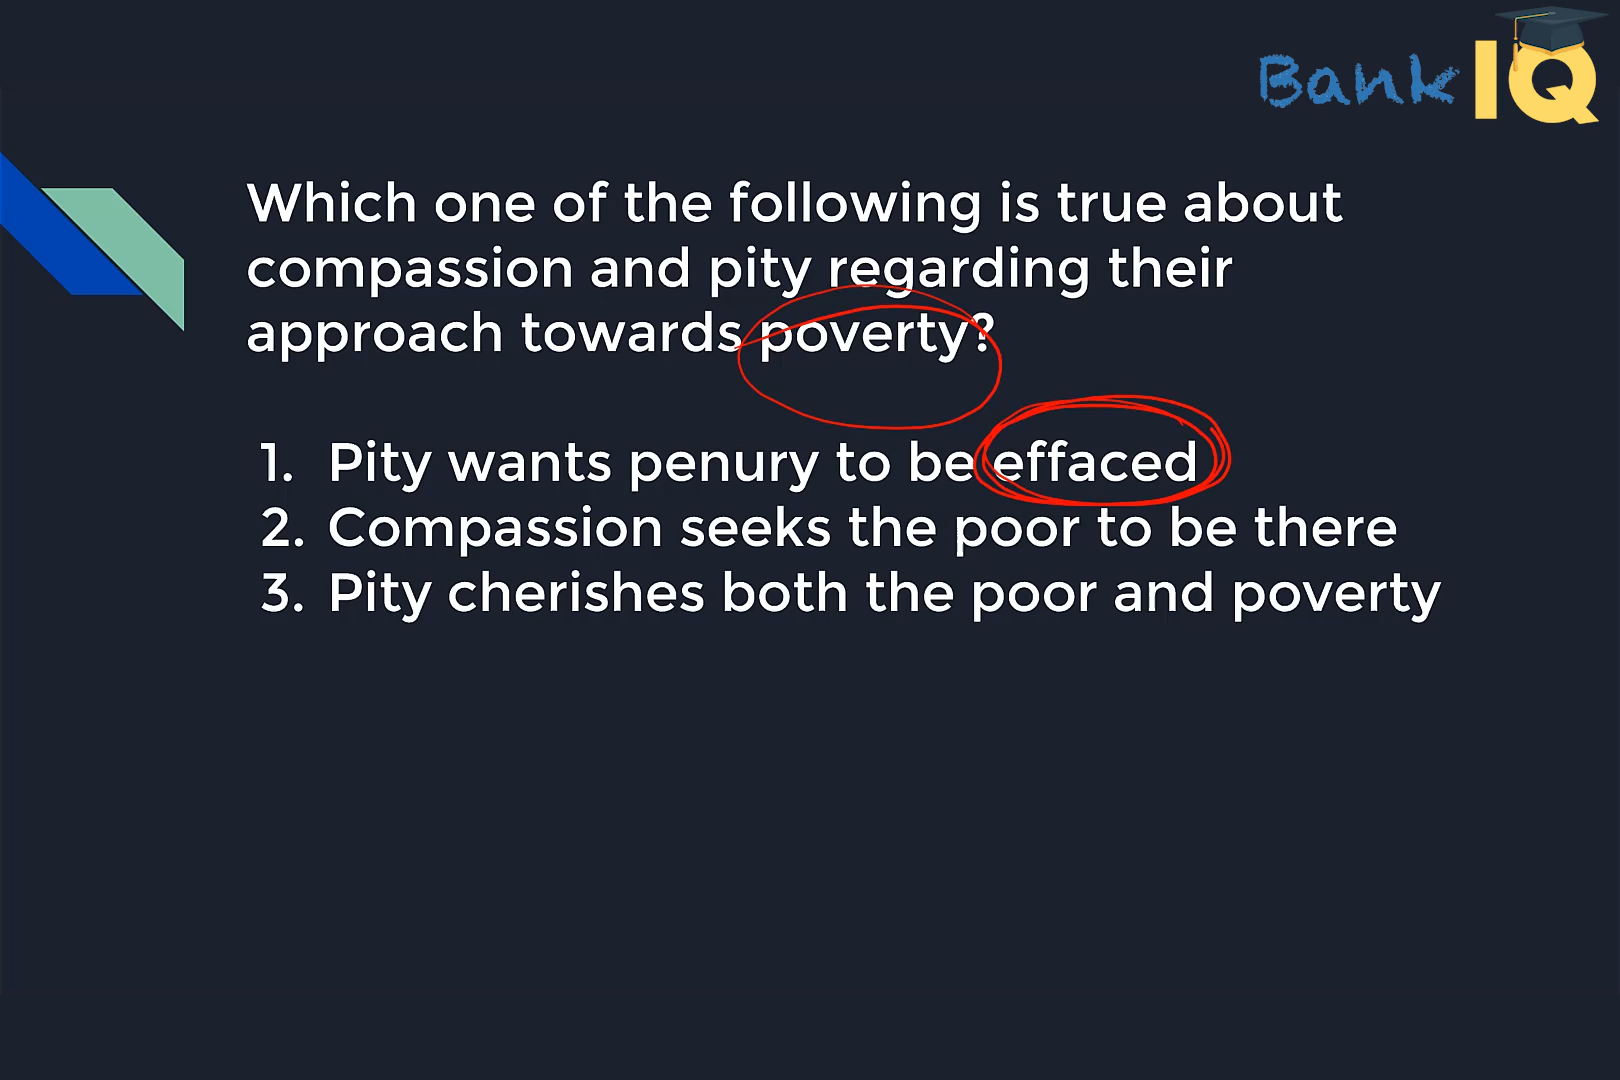 Bank IQ
Which one of the following is true about
compassion and pity regarding their
approach towards poverty?
1. Pity wants penury to be effaced
2. Compassion seeks the poor to be there
3. Pity cherishes both the poor and poverty